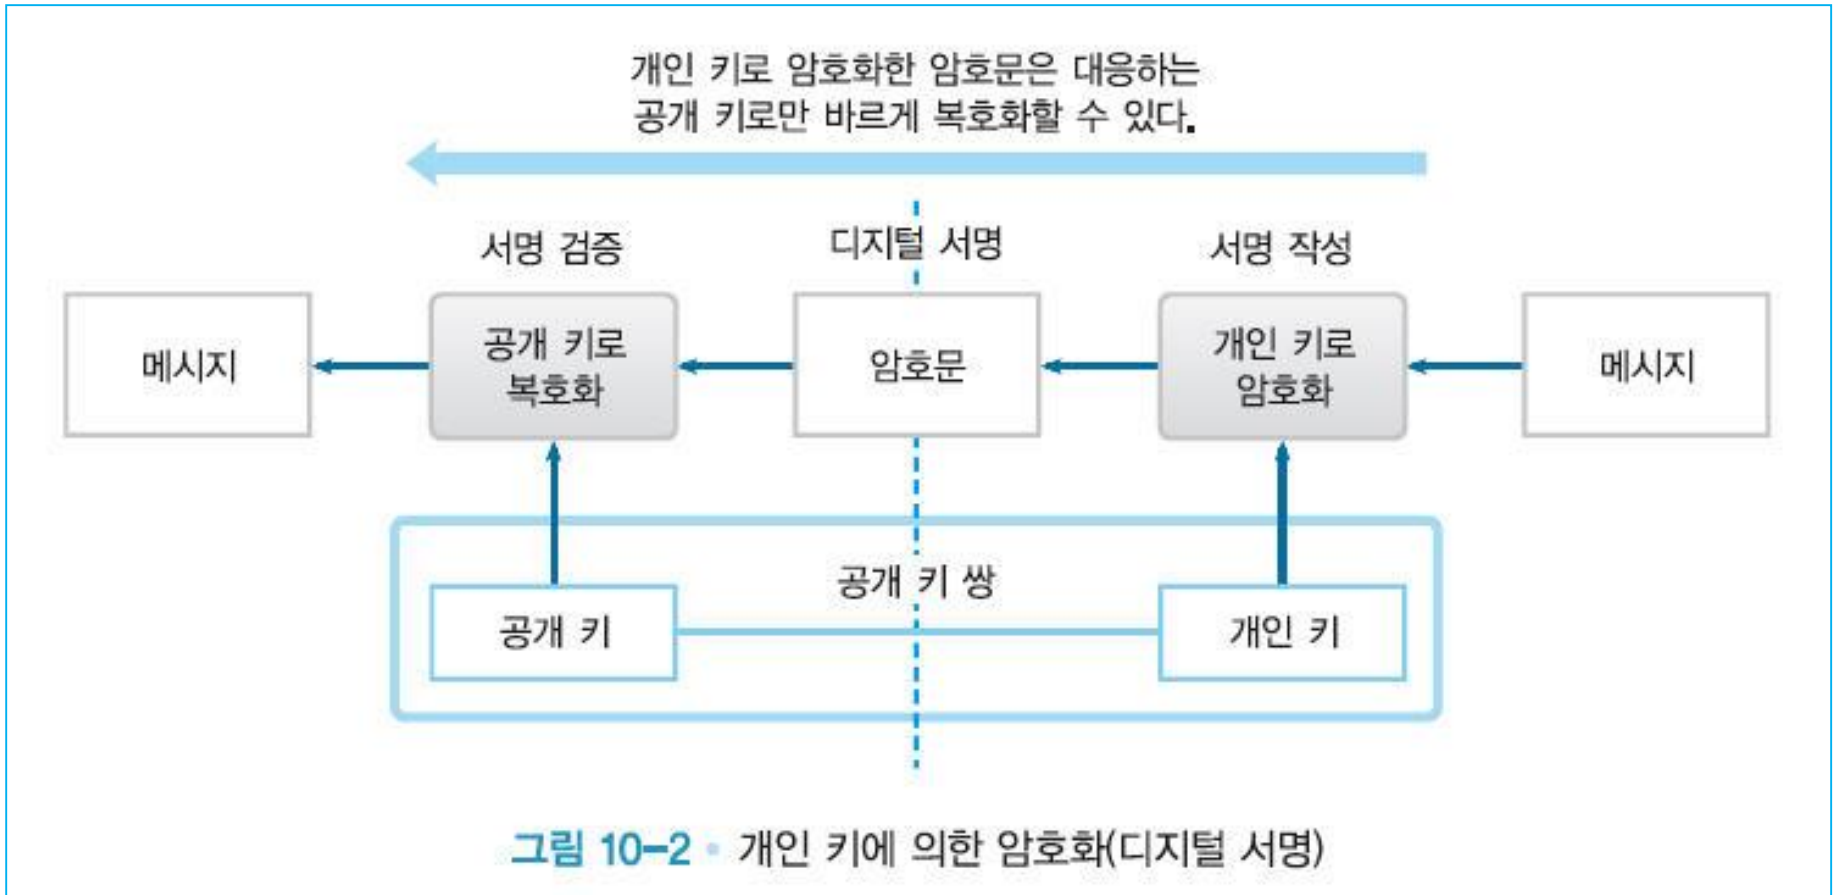 개인 키로 암호화한 암호문은 대응하는
공개 키로만 바르게 복호화할 수 있다.
서명 검증
디지털 서명
서명 작성
메시지
공개 키로
복호화
암호문
개인 키로
암호화
메시지
공개 키 쌍
공개 키
개인 키
그림 10-2 • 개인 키에 의한 암호화(디지털 서명)